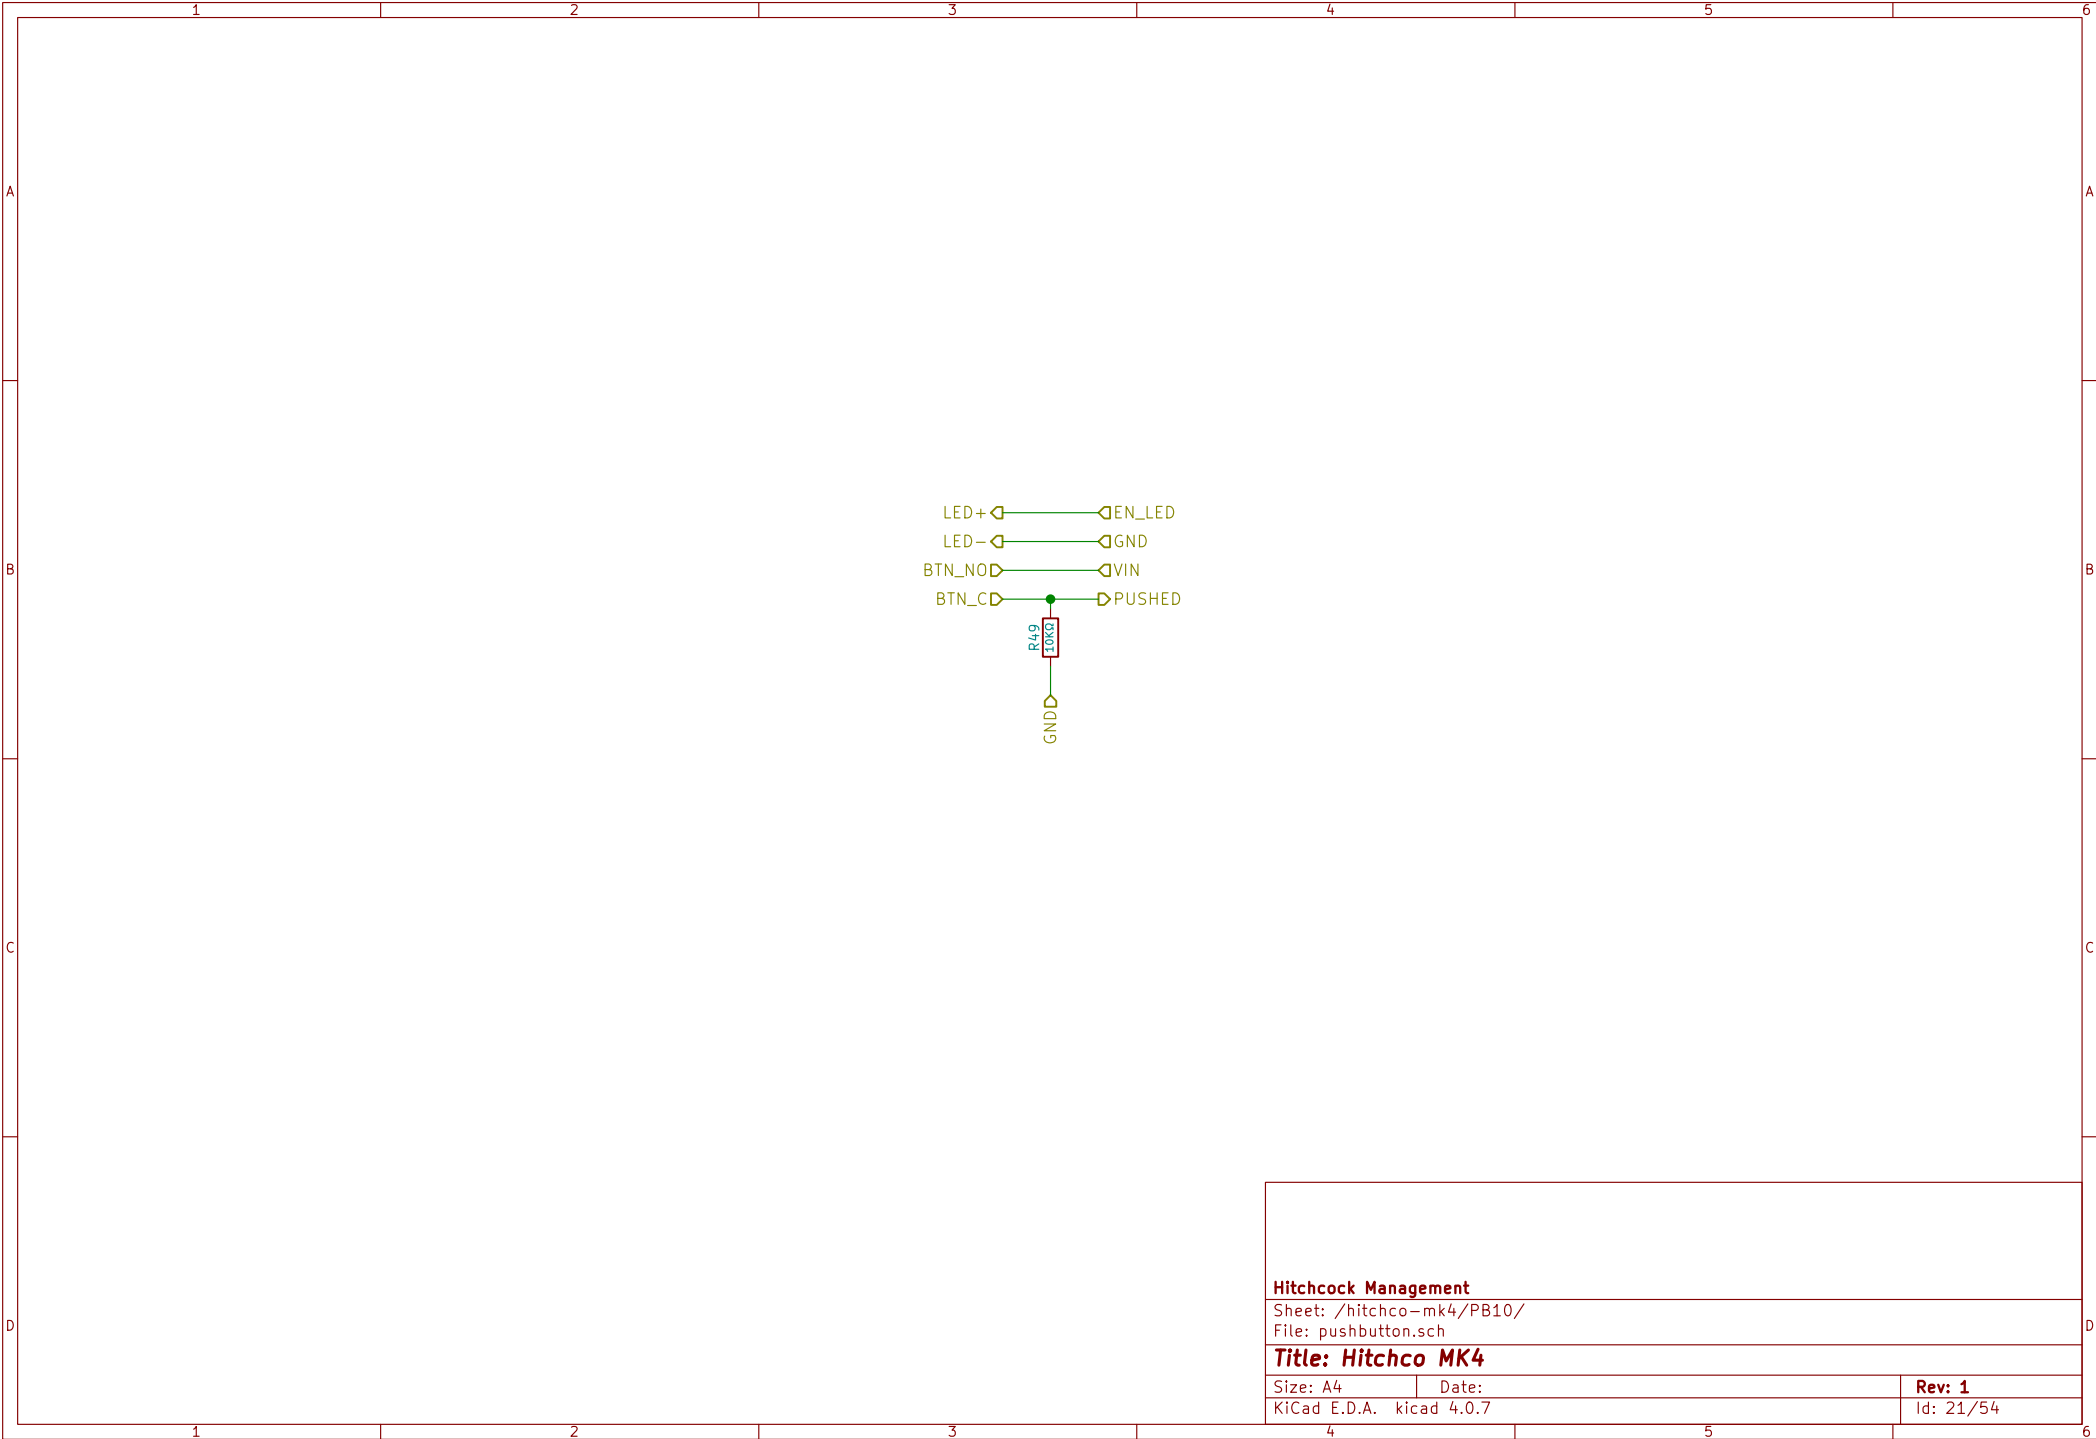 1 2 3 4 5 6
A A
LED+ EN_LED
LED- GND
B B
BTN_NO VIN
BTN_C PUSHED
R49
10KΩ
GND
C C
Hitchcock Management
Sheet: /hitchco-mk4/PB10/
D D
File: pushbutton.sch
Title: Hitchco MK4
Size: A4 Date: Rev: 1
KiCad E.D.A. kicad 4.0.7 Id: 21/54
1 2 3 4 5 6